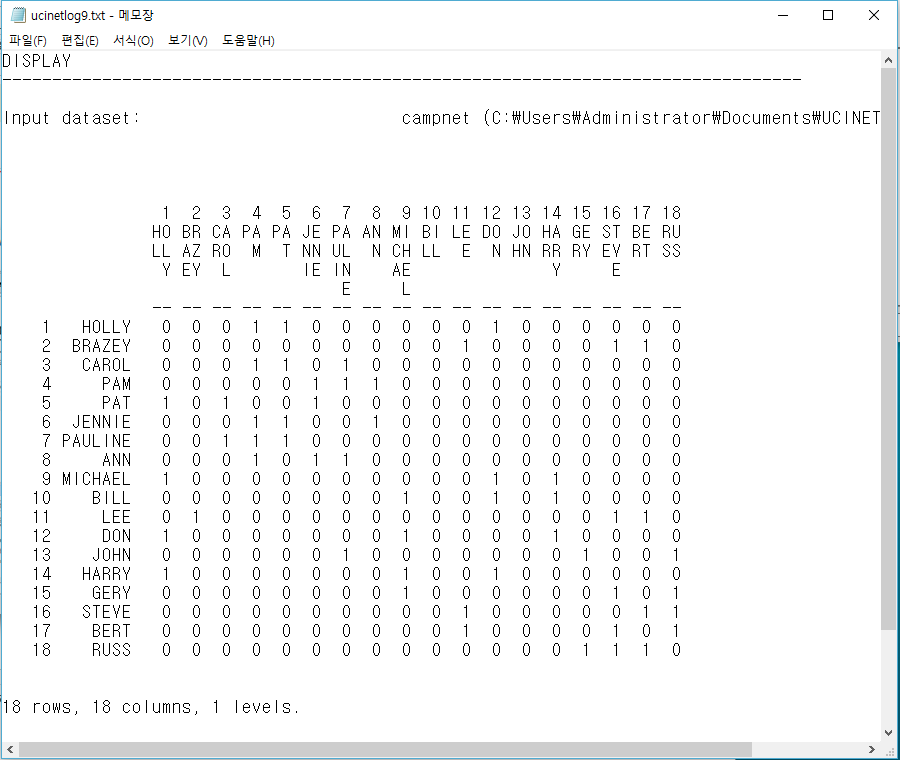 ucinetlog9.txt - 메모장
파일(F) 편집(E) 서식(O) 보기(V) 도움말(H)
DISPLAY
--------------------------------------------------------------------------------
Input dataset: campnet (C:₩Users₩Administrator₩Documents₩UCINET
1 2 3 4 5 6 7 8 9 10 11 12 13 14 15 16 17 18
HO BR CA PA PA JE PA AN MI BI LE DO JO HA GE ST BE RU
LL AZ RO M T NN UL N CH LL E N HN RR RY EV RT SS
Y EY L IE IN AE Y E
E L
-- -- -- -- -- -- -- -- -- -- -- -- -- -- -- -- -- --
1 HOLLY 0 0 0 1 1 0 0 0 0 0 0 1 0 0 0 0 0 0
2 BRAZEY 0 0 0 0 0 0 0 0 0 0 1 0 0 0 0 1 1 0
3 CAROL 0 0 0 1 1 0 1 0 0 0 0 0 0 0 0 0 0 0
4 PAM 0 0 0 0 0 1 1 1 0 0 0 0 0 0 0 0 0 0
5 PAT 1 0 1 0 0 1 0 0 0 0 0 0 0 0 0 0 0 0
6 JENNIE 0 0 0 1 1 0 0 1 0 0 0 0 0 0 0 0 0 0
7 PAULINE 0 0 1 1 1 0 0 0 0 0 0 0 0 0 0 0 0 0
8 ANN 0 0 0 1 0 1 1 0 0 0 0 0 0 0 0 0 0 0
9 MICHAEL 1 0 0 0 0 0 0 0 0 0 0 1 0 1 0 0 0 0
10 BILL 0 0 0 0 0 0 0 0 1 0 0 1 0 1 0 0 0 0
11 LEE 0 1 0 0 0 0 0 0 0 0 0 0 0 0 0 1 1 0
12 DON 1 0 0 0 0 0 0 0 1 0 0 0 0 1 0 0 0 0
13 JOHN 0 0 0 0 0 0 1 0 0 0 0 0 0 0 1 0 0 1
14 HARRY 1 0 0 0 0 0 0 0 1 0 0 1 0 0 0 0 0 0
15 GERY 0 0 0 0 0 0 0 0 1 0 0 0 0 0 0 1 0 1
16 STEVE 0 0 0 0 0 0 0 0 0 0 1 0 0 0 0 0 1 1
17 BERT 0 0 0 0 0 0 0 0 0 0 1 0 0 0 0 1 0 1
18 RUSS 0 0 0 0 0 0 0 0 0 0 0 0 0 0 1 1 1 0
18 rows, 18 columns, 1 levels.